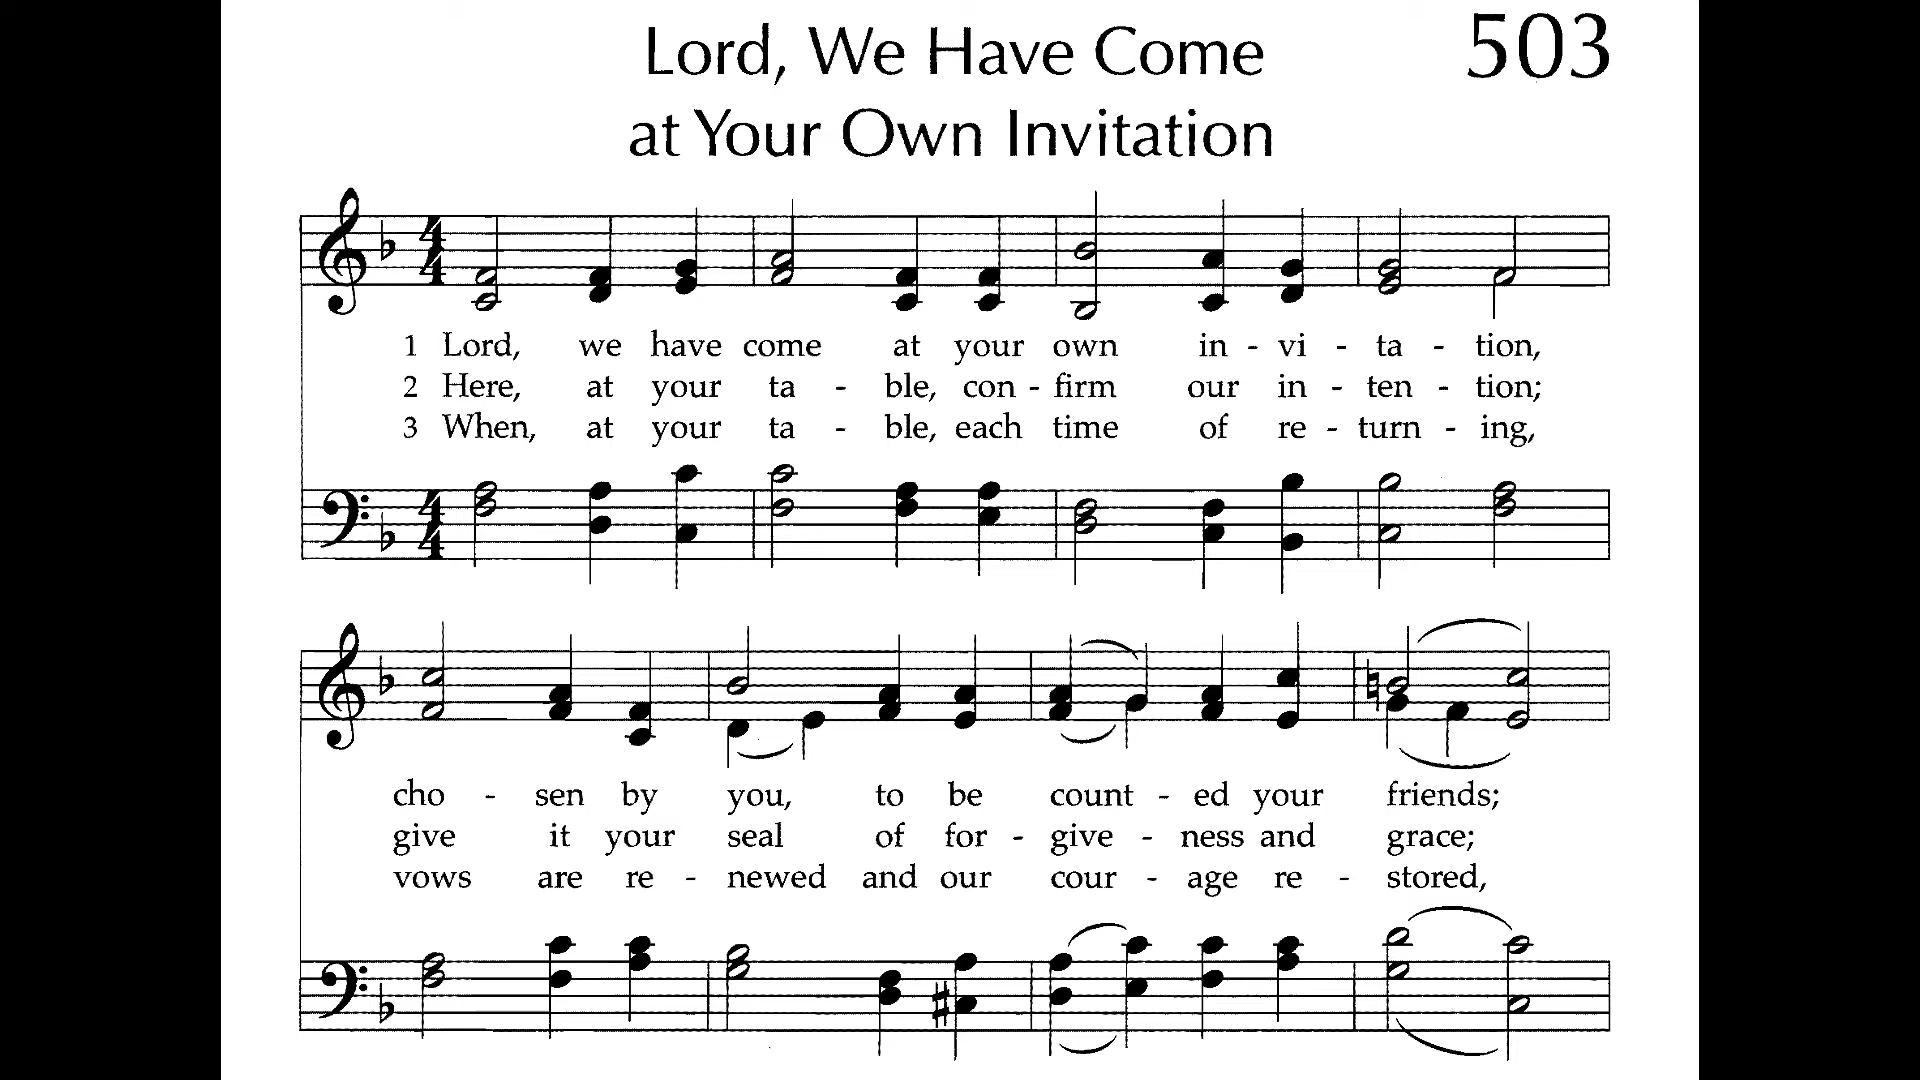 Lord, We Have Come
at Your Own Invitation
503
1 Lord, we have come at your own in - vi - ta - tion,
2 Here, at your ta - ble, con - firm our in - ten - tion;
3 When, at your ta - ble, each time of re - turn - ing,
cho - sen by you, to be count - ed your friends;
give it your seal of for - give - ness and grace;
vows are re - newed and our cour - age re - stored,